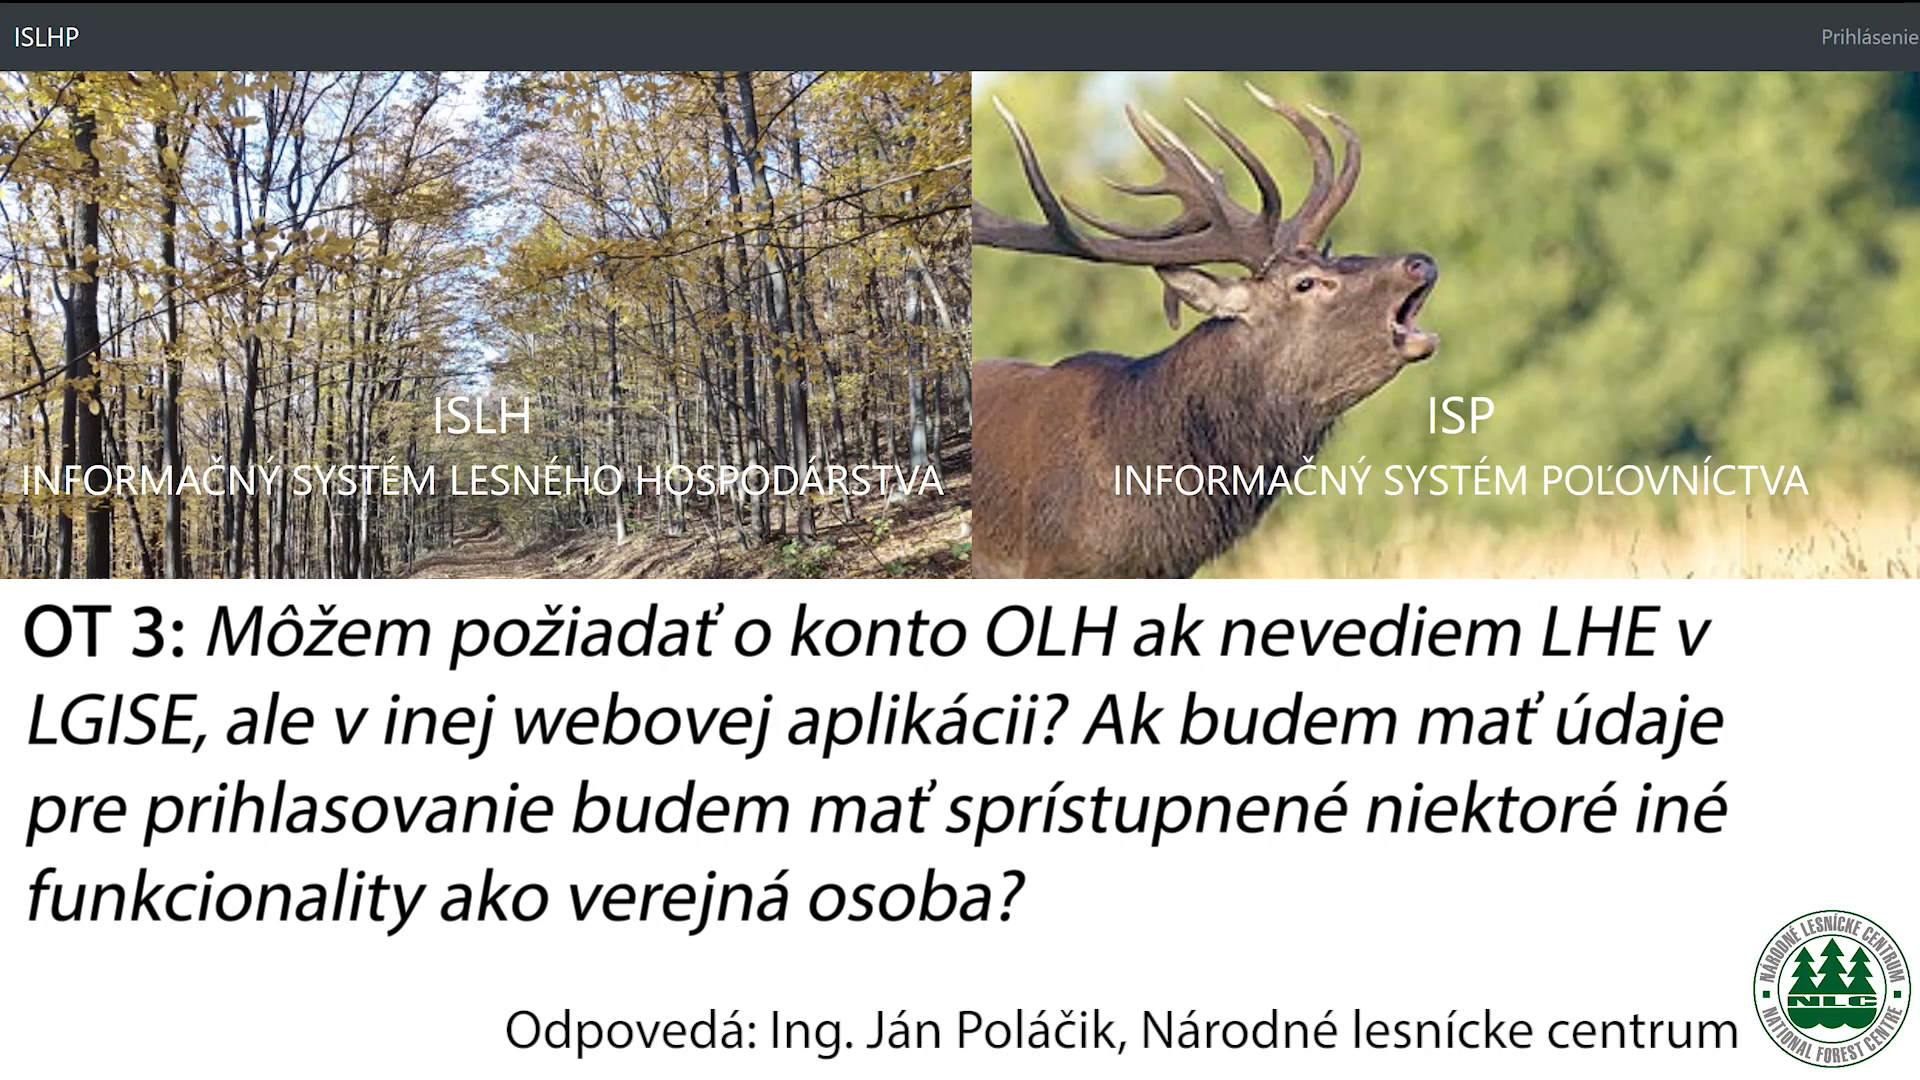 ISLHP
Prihlásenie
ISLH
INFORMAČNÝ SYSTÉM LESNÉHO HOSPODÁRSTVA
ISP
INFORMAČNÝ SYSTÉM POĽOVNÍCTVA
OT 3: Môžem požiadať o konto OLH ak nevediem LHE v
LGISE, ale v inej webovej aplikácii? Ak budem mať údaje
pre prihlasovanie budem mať sprístupnené niektoré iné
funkcionality ako verejná osoba?
Odpovedá: Ing. Ján Poláčik, Národné lesnícke centrum
NÁRODNÉ LESNÍCKE CENTRUM
NLC
NATIONAL FOREST CENTRE